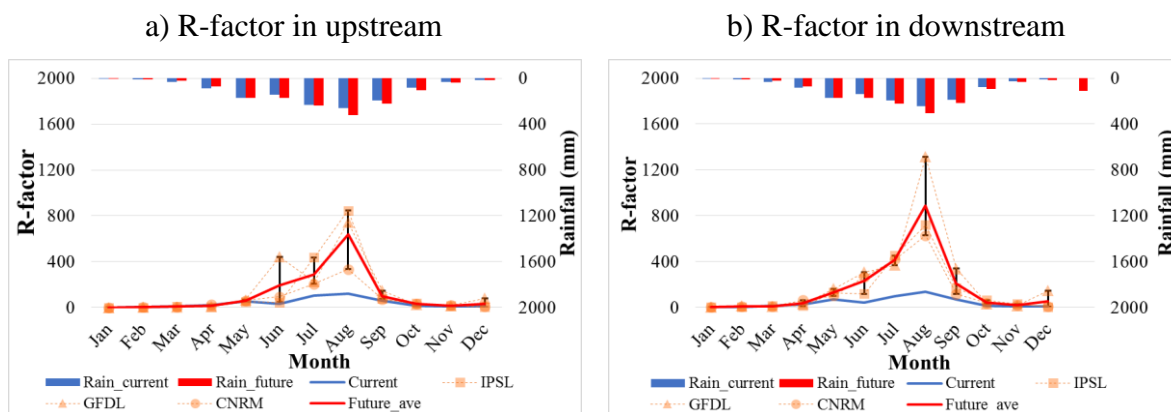 a) R-factor in upstream
b) R-factor in downstream
2000
1600
1200
800
400
0
R-factor
0
400
800
1200
1600
2000
Rainfall (mm)
Jan
Feb
Mar
Apr
May
Jun
Jul
Aug
Sep
Oct
Nov
Dec
Month
Rain_current
Rain_future
Current
IPSL
GFDL
CNRM
Future_ave
2000
1600
1200
800
400
0
R-factor
0
400
800
1200
1600
2000
Rainfall (mm)
Jan
Feb
Mar
Apr
May
Jun
Jul
Aug
Sep
Oct
Nov
Dec
Month
Rain_current
Rain_future
Current
IPSL
GFDL
CNRM
Future_ave